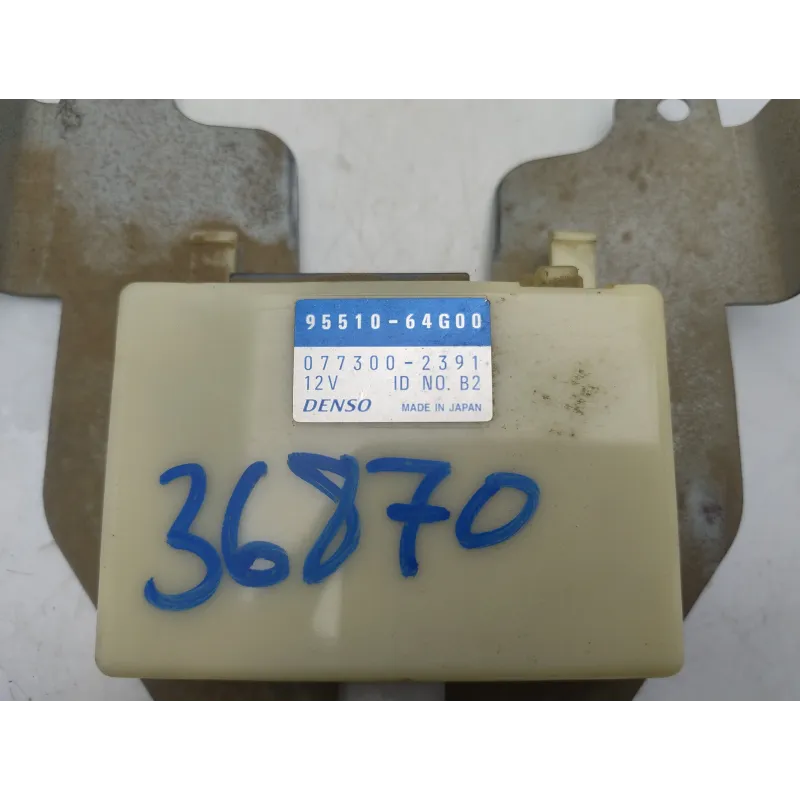 95510-64G00
077300-2391
12V ID NO. B2
DENSO MADE IN JAPAN
36870